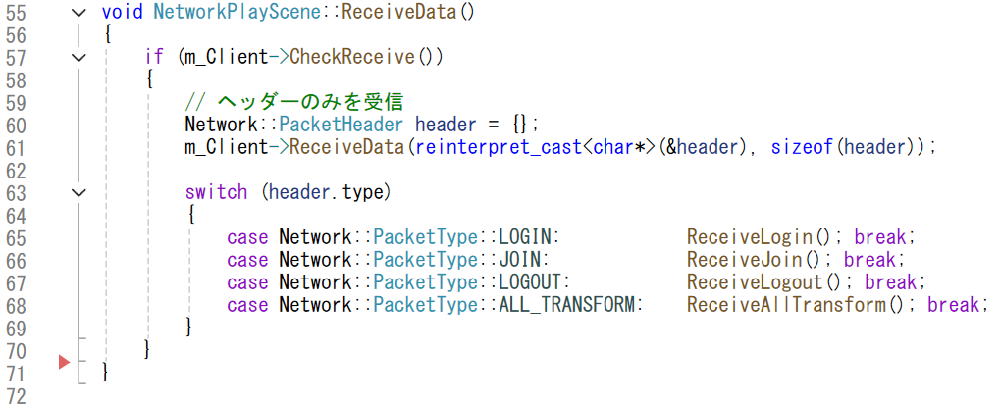 55 void NetworkPlayScene::ReceiveData()
56 {
57 if (m_Client->CheckReceive())
58 {
59 // ヘッダーのみを受信
60 Network::PacketHeader header = {};
61 m_Client->ReceiveData(reinterpret_cast<char*>(&header), sizeof(header));
62
63 switch (header.type)
64 {
65 case Network::PacketType::LOGIN: ReceiveLogin(); break;
66 case Network::PacketType::JOIN: ReceiveJoin(); break;
67 case Network::PacketType::LOGOUT: ReceiveLogout(); break;
68 case Network::PacketType::ALL_TRANSFORM: ReceiveAllTransform(); break;
69 }
70 }
71 }
72